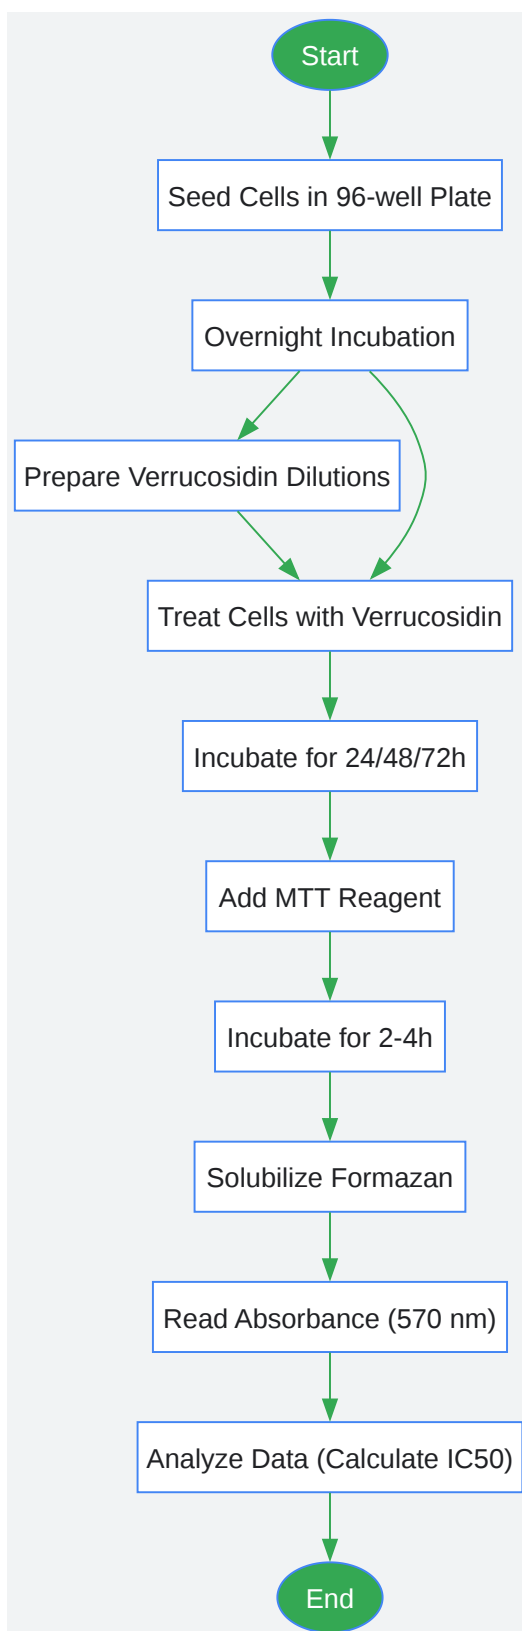 Start
Seed Cells in 96-well Plate
Overnight Incubation
Prepare Verrucosidin Dilutions
Treat Cells with Verrucosidin
Incubate for 24/48/72h
Add MTT Reagent
Incubate for 2-4h
Solubilize Formazan
Read Absorbance (570 nm)
Analyze Data (Calculate IC50)
End